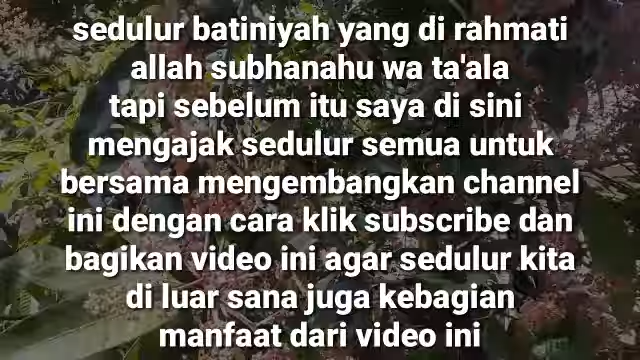 sedulur batiniyah yang di rahmati
allah subhanahu wa ta'ala
tapi sebelum itu saya di sini
mengajak sedulur semua untuk
bersama mengembangkan channel
ini dengan cara klik subscribe dan
bagikan video ini agar sedulur kita
di luar sana juga kebagian
manfaat dari video ini